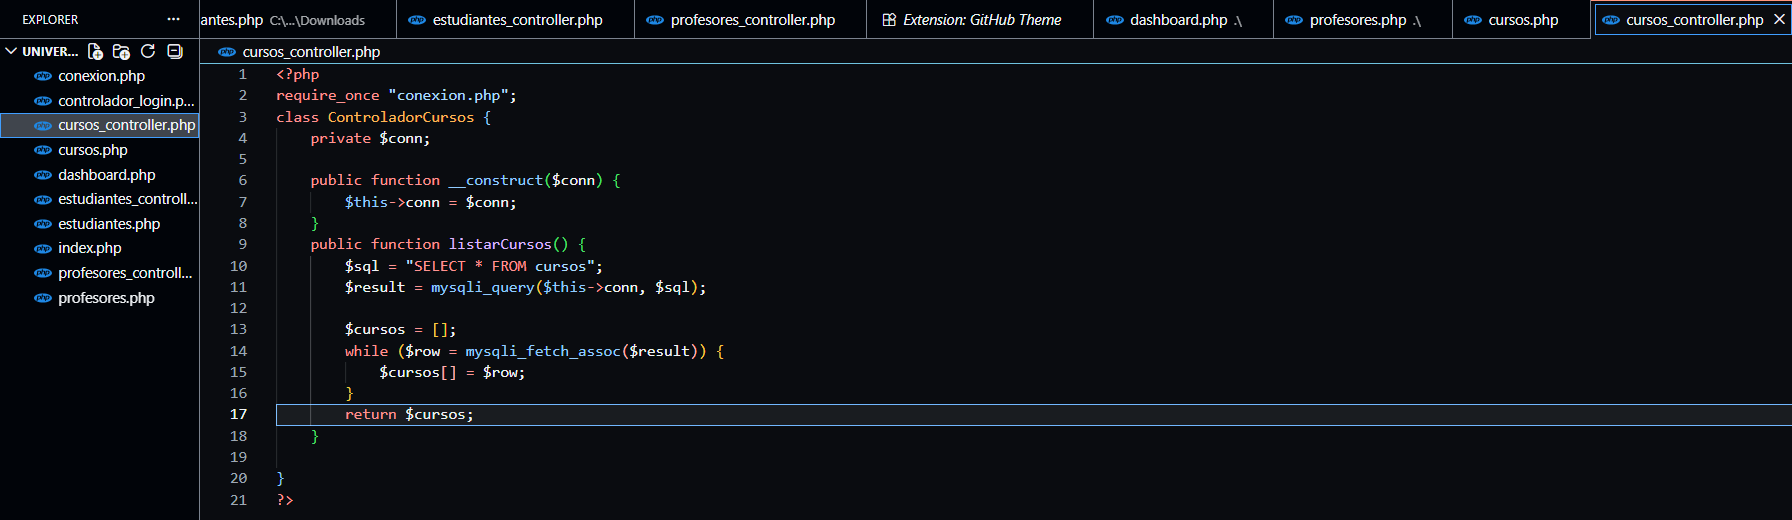 EXPLORER ···
antes.php C:\...\Downloads
estudiantes_controller.php
profesores_controller.php
Extension: GitHub Theme
dashboard.php .\
profesores.php .\
cursos.php
cursos_controller.php
UNIVER...
conexion.php
controlador_login.p...
cursos_controller.php
cursos.php
dashboard.php
estudiantes_controll...
estudiantes.php
index.php
profesores_controll...
profesores.php
cursos_controller.php
1 <?php
2 require_once "conexion.php";
3 class ControladorCursos {
4 private $conn;
5
6 public function __construct($conn) {
7 $this->conn = $conn;
8 }
9 public function listarCursos() {
10 $sql = "SELECT * FROM cursos";
11 $result = mysqli_query($this->conn, $sql);
12
13 $cursos = [];
14 while ($row = mysqli_fetch_assoc($result)) {
15 $cursos[] = $row;
16 }
17 return $cursos;
18 }
19
20 }
21 ?>